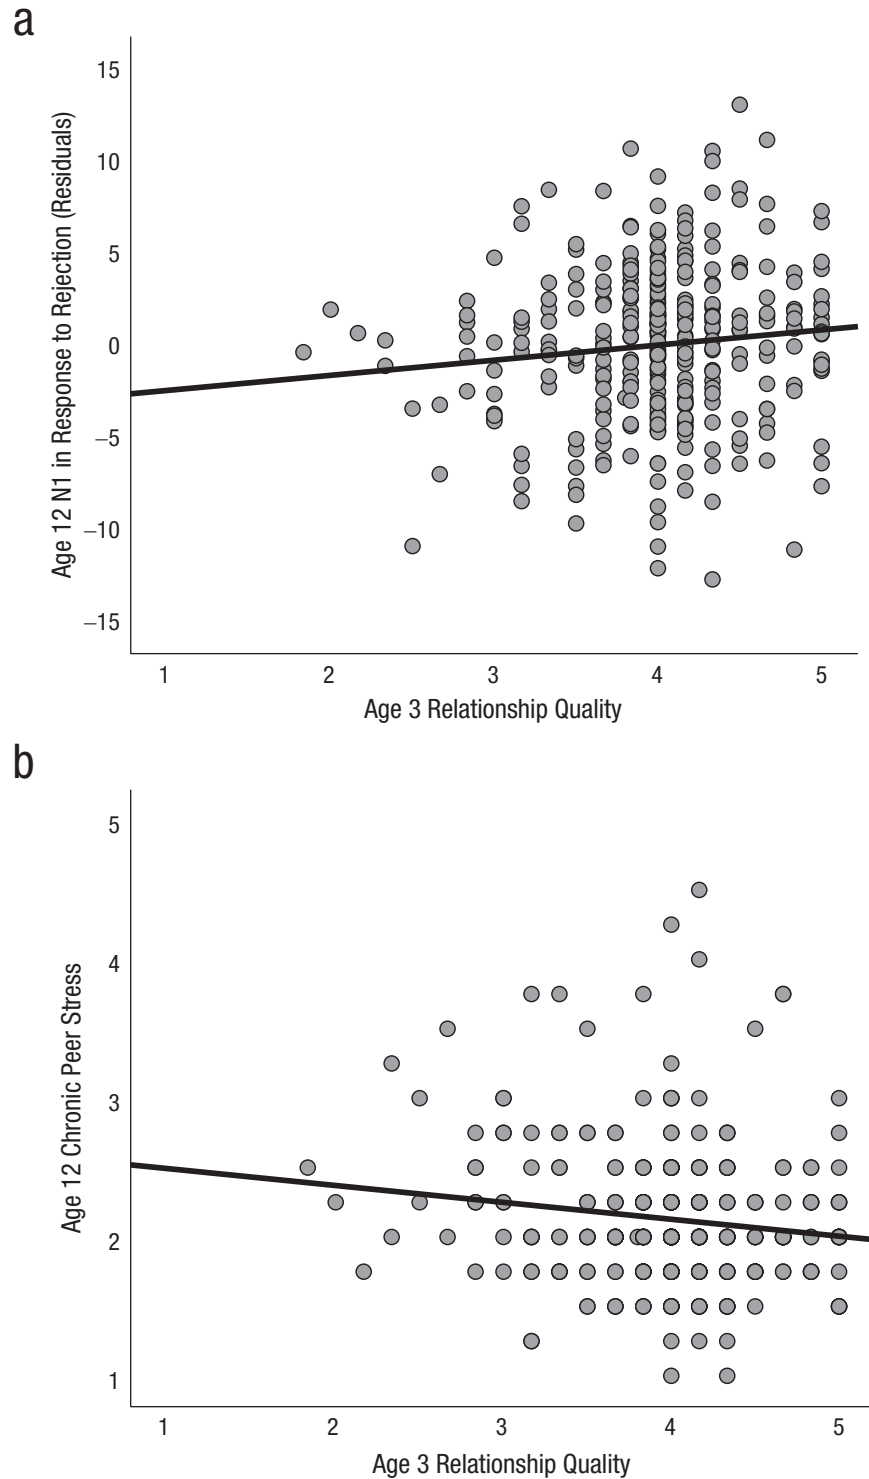 a
15
10
5
0
−5
−10
−15
Age 12 N1 in Response to Rejection (Residuals)
1 2 3 4 5
Age 3 Relationship Quality
b
5
4
3
2
1
Age 12 Chronic Peer Stress
1 2 3 4 5
Age 3 Relationship Quality